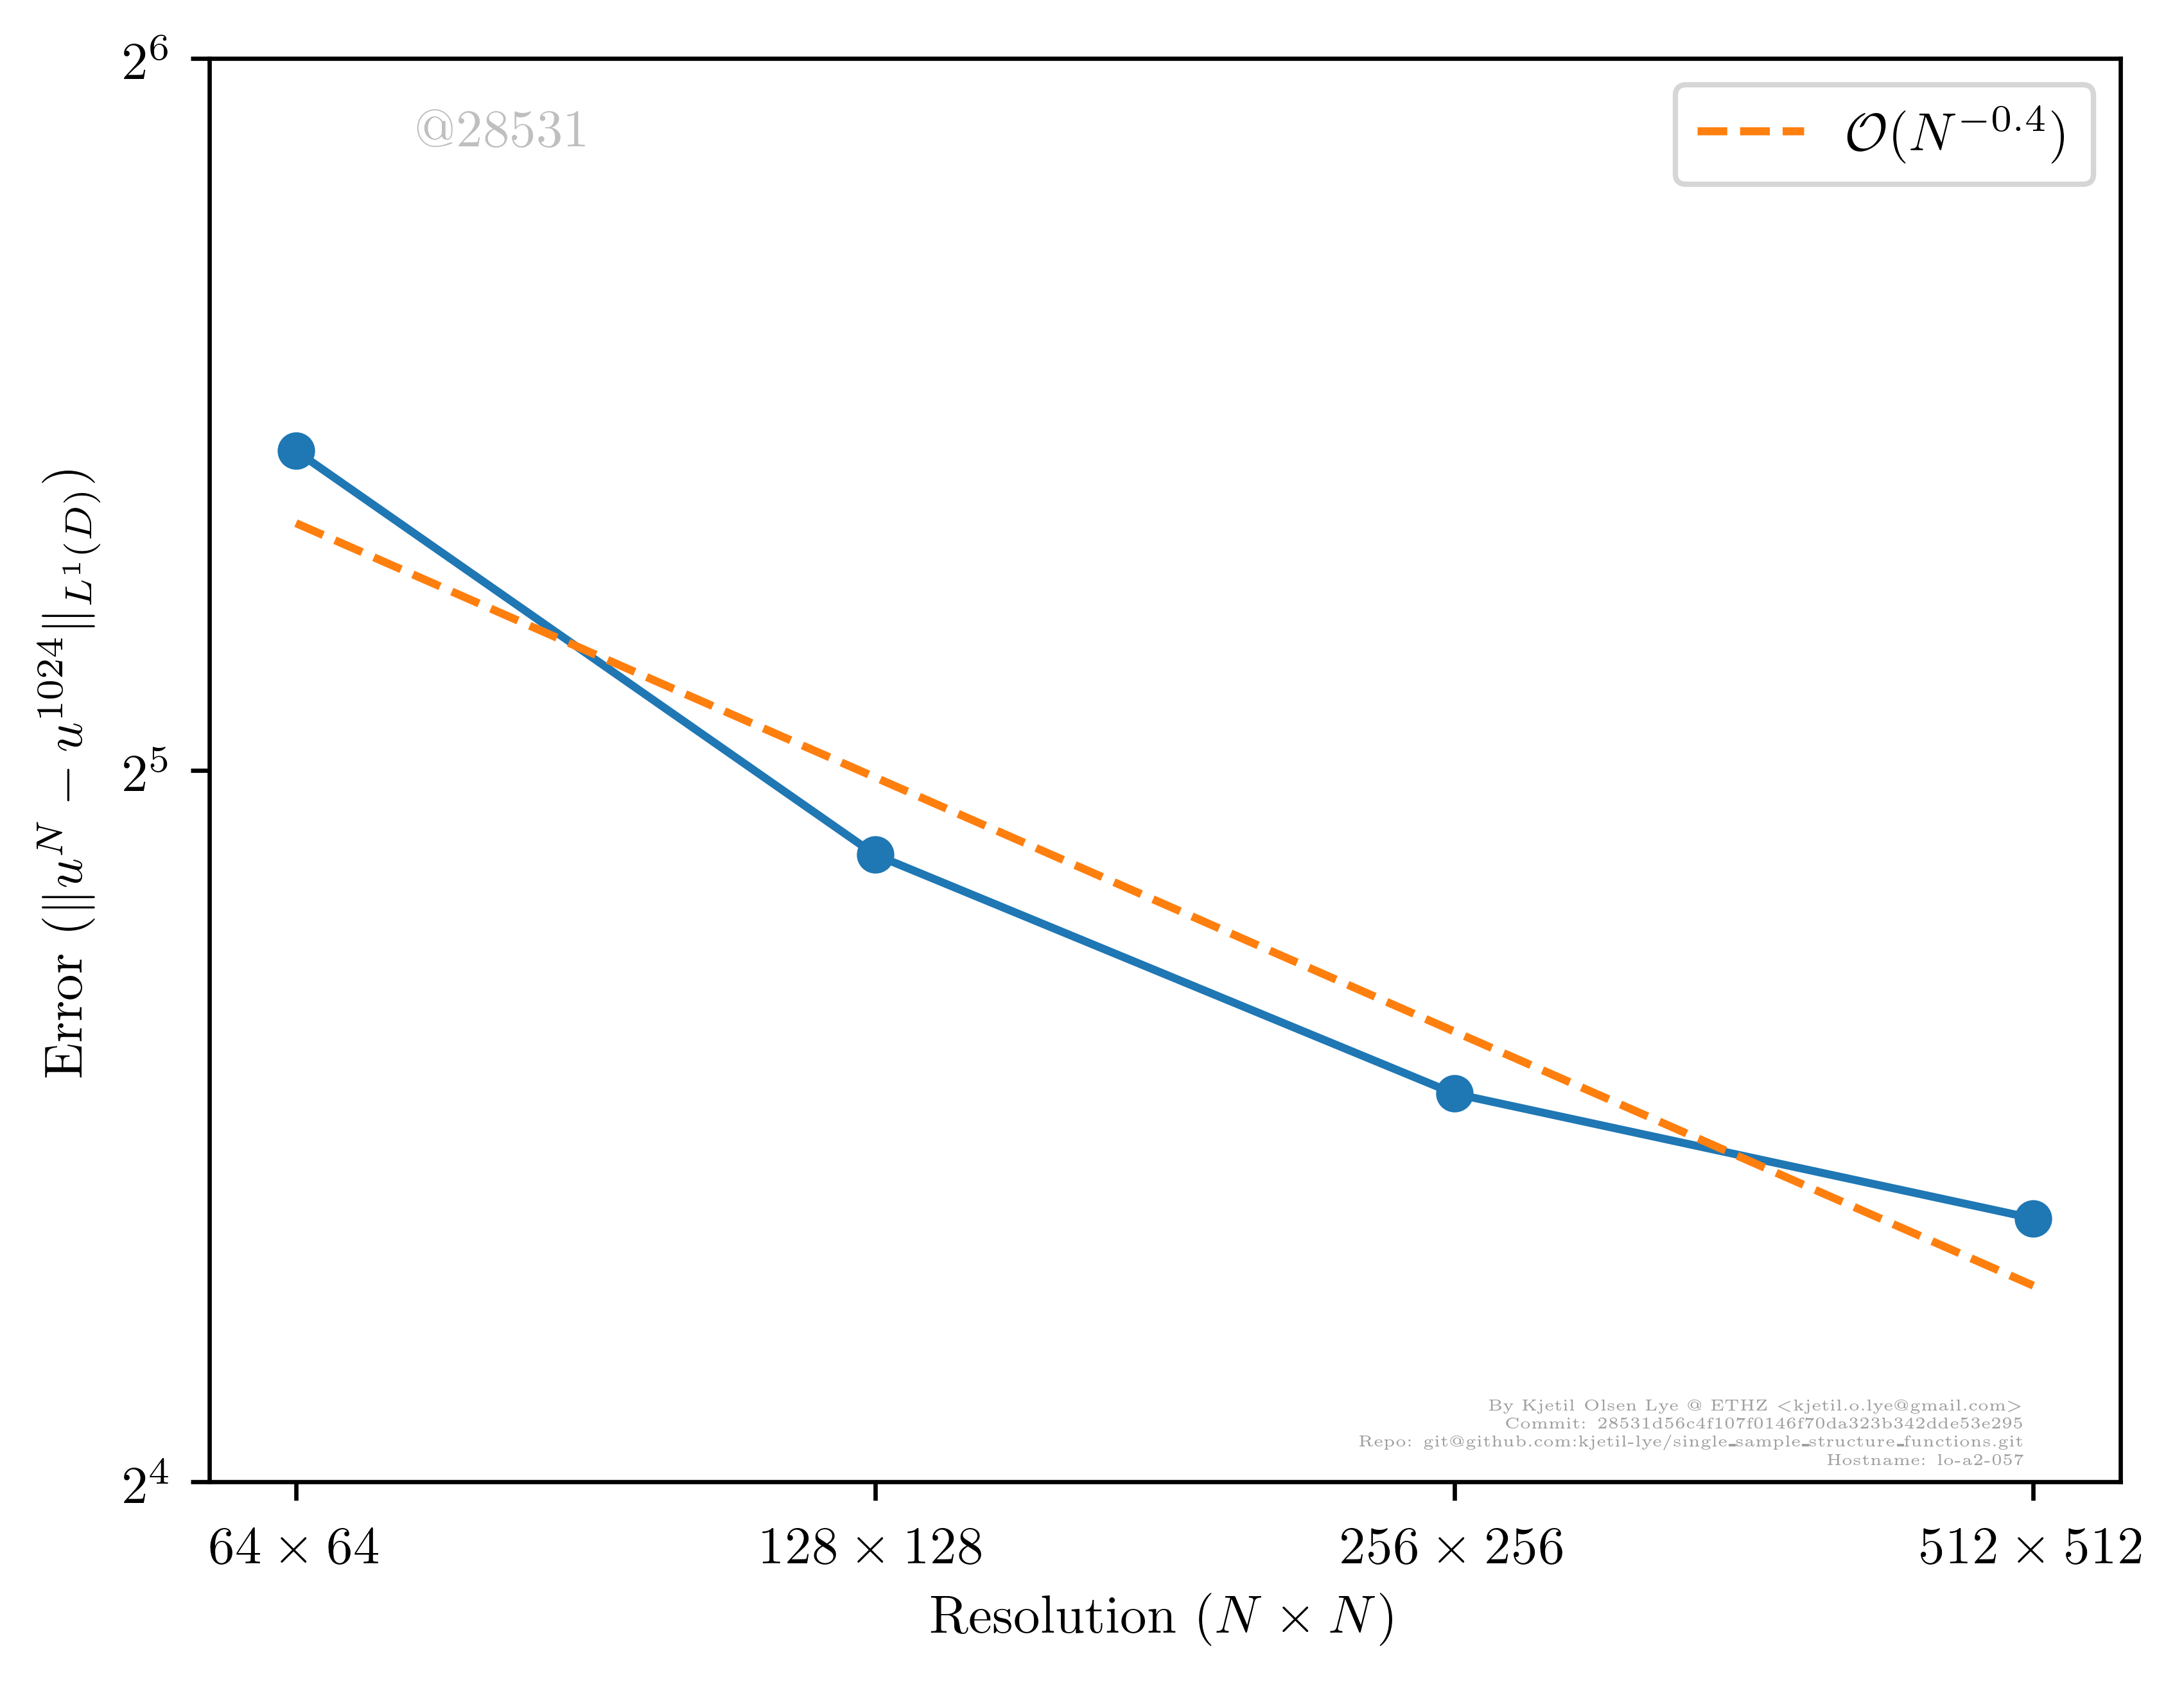 2^6
@28531
O(N^{-0.4})
Error (||u^N − u^{1024}||_{L^1(D)})
2^5
By Kjetil Olsen Lye @ ETHZ <kjetil.o.lye@gmail.com>
Commit: 28531d56c4f107f0146f70da323b342dde53e295
Repo: git@github.com:kjetil-lye/single_sample_structure_functions.git
Hostname: lo-a2-057
2^4
64 × 64 128 × 128 256 × 256 512 × 512
Resolution (N × N)